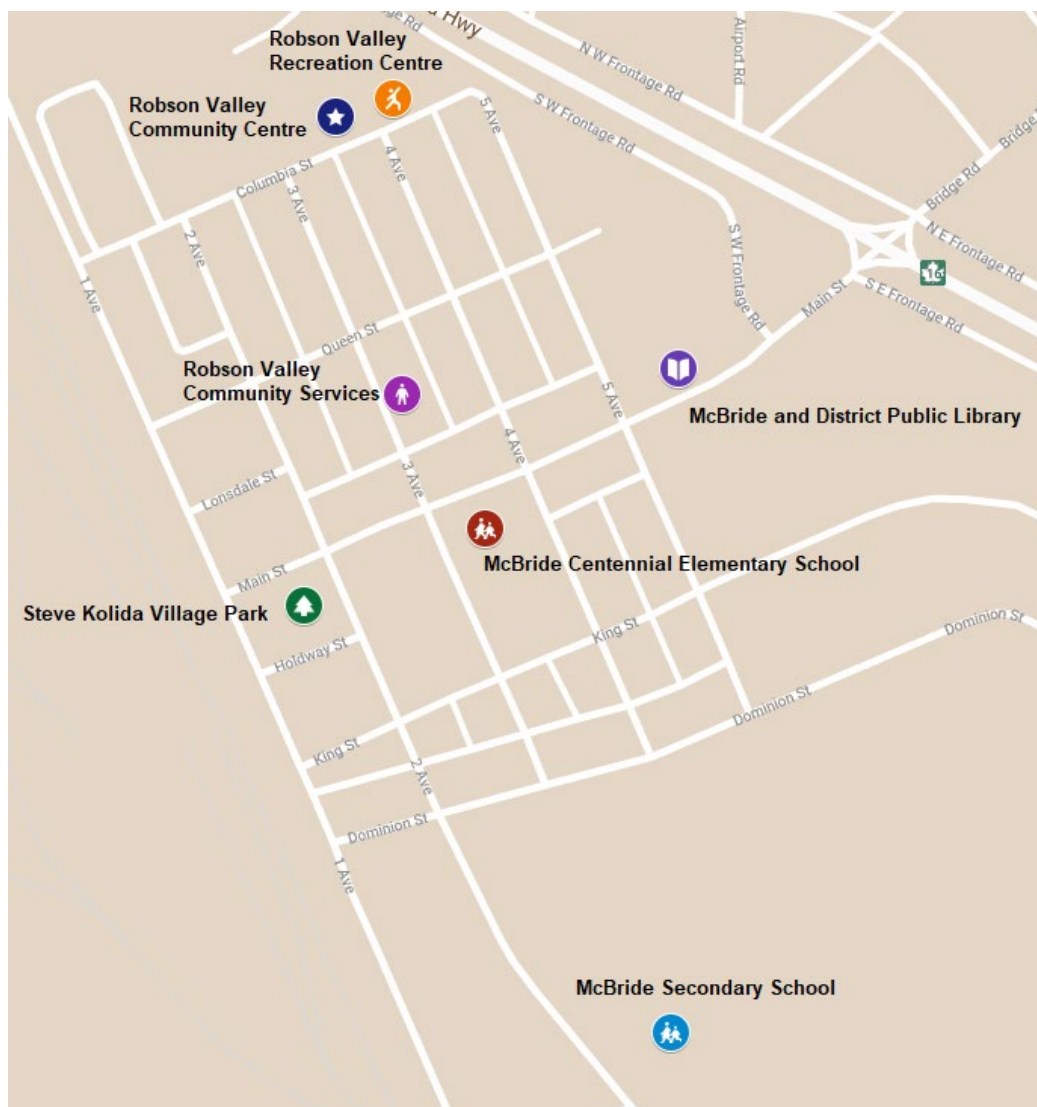 Hwy
Rd
Robson Valley
Recreation Centre
Robson Valley
Community Centre
N W Frontage Rd
Airport Rd
S W Frontage Rd
5 Ave
4 Ave
Columbia St
3 Ave
2 Ave
1 Ave
Bridge
Bridge Rd
N E Frontage Rd
16
S W Frontage Rd
Main St
S E Frontage Rd
Queen St
Robson Valley
Community Services
5 Ave
McBride and District Public Library
4 Ave
3 Ave
Lonsdale St
McBride Centennial Elementary School
Main St
Steve Kolida Village Park
King St
Dominion St
Holdway St
Dominion St
King St
2 Ave
Dominion St
1 Ave
McBride Secondary School